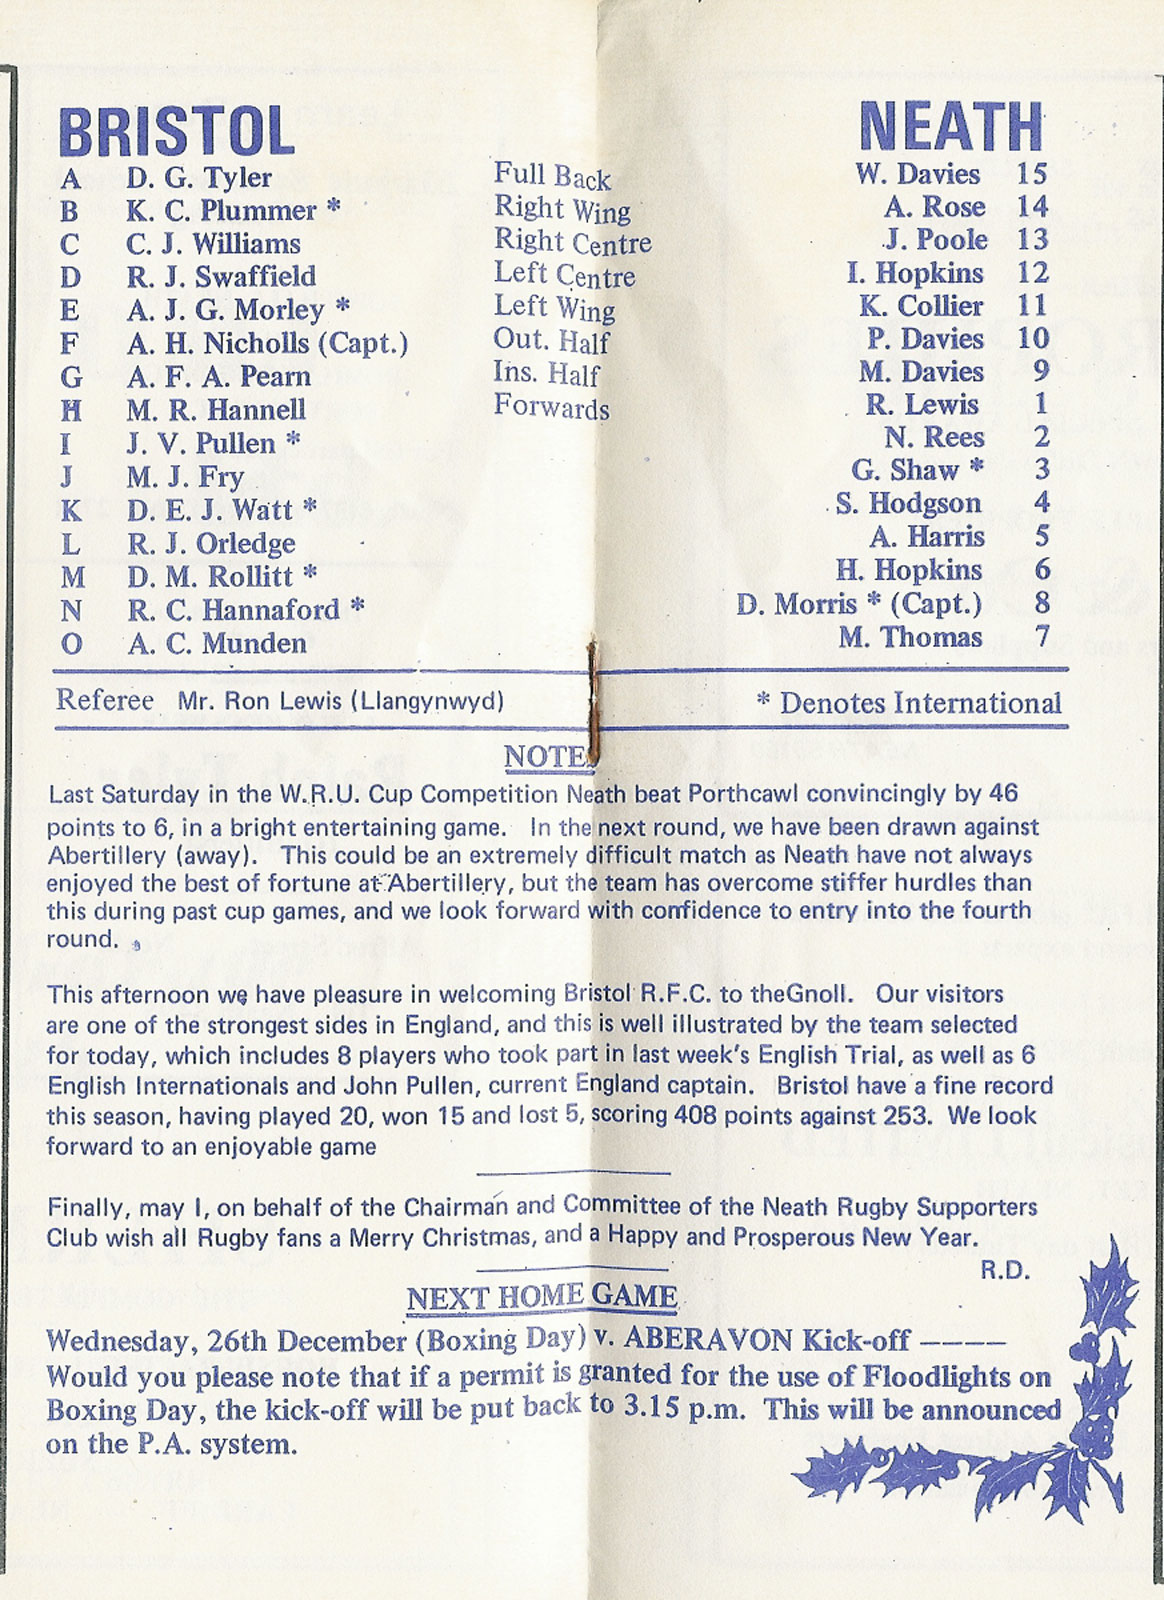 BRISTOL NEATH
A D. G. Tyler Full Back W. Davies 15
B K. C. Plummer * Right Wing A. Rose 14
C C. J. Williams Right Centre J. Poole 13
D R. J. Swaffield Left Centre I. Hopkins 12
E A. J. G. Morley * Left Wing K. Collier 11
F A. H. Nicholls (Capt.) Out. Half P. Davies 10
G A. F. A. Pearn Ins. Half M. Davies 9
H M. R. Hannell Forwards R. Lewis 1
I J. V. Pullen * N. Rees 2
J M. J. Fry G. Shaw * 3
K D. E. J. Watt * S. Hodgson 4
L R. J. Orledge A. Harris 5
M D. M. Rollitt * H. Hopkins 6
N R. C. Hannaford * D. Morris * (Capt.) 8
O A. C. Munden M. Thomas 7
Referee Mr. Ron Lewis (Llangynwyd) * Denotes International
NOTES
Last Saturday in the W.R.U. Cup Competition Neath beat Porthcawl convincingly by 46
points to 6, in a bright entertaining game. In the next round, we have been drawn against
Abertillery (away). This could be an extremely difficult match as Neath have not always
enjoyed the best of fortune at Abertillery, but the team has overcome stiffer hurdles than
this during past cup games, and we look forward with confidence to entry into the fourth
round.
This afternoon we have pleasure in welcoming Bristol R.F.C. to theGnoll. Our visitors
are one of the strongest sides in England, and this is well illustrated by the team selected
for today, which includes 8 players who took part in last week's English Trial, as well as 6
English Internationals and John Pullen, current England captain. Bristol have a fine record
this season, having played 20, won 15 and lost 5, scoring 408 points against 253. We look
forward to an enjoyable game
Finally, may I, on behalf of the Chairman and Committee of the Neath Rugby Supporters
Club wish all Rugby fans a Merry Christmas, and a Happy and Prosperous New Year.
R.D.
NEXT HOME GAME
Wednesday, 26th December (Boxing Day) v. ABERAVON Kick-off ————
Would you please note that if a permit is granted for the use of Floodlights on
Boxing Day, the kick-off will be put back to 3.15 p.m. This will be announced
on the P.A. system.